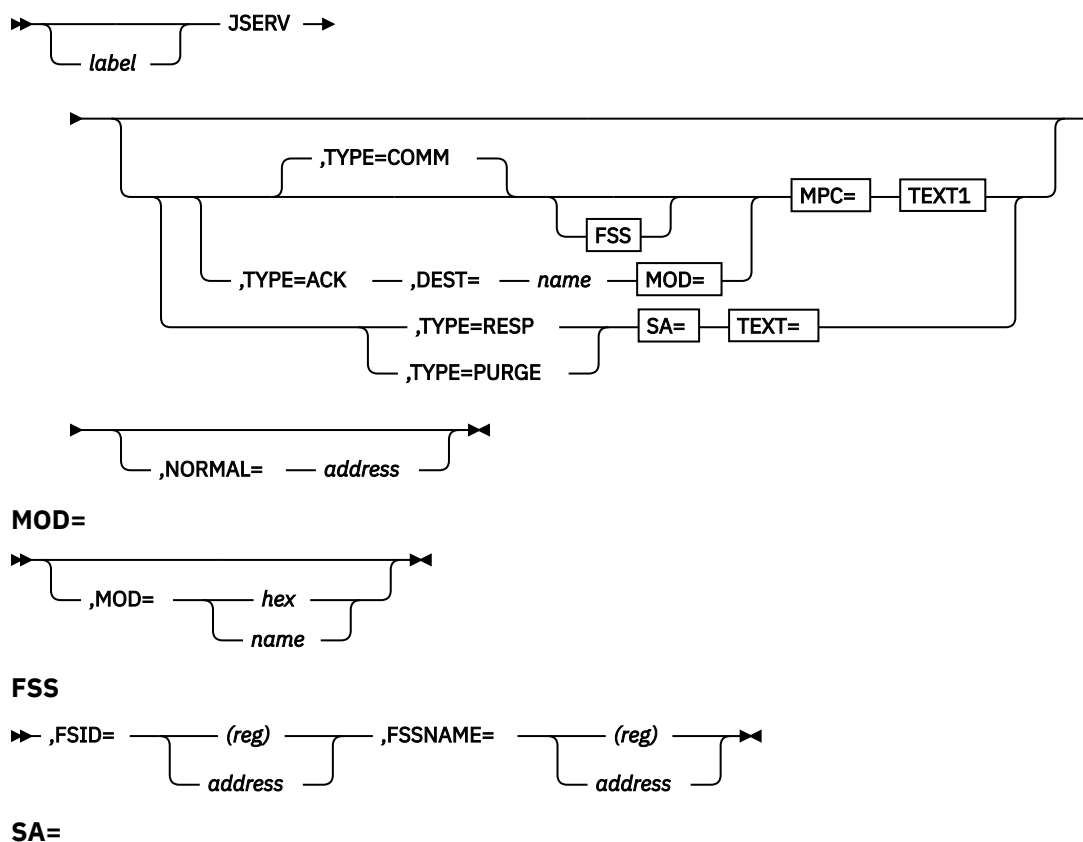 JSERV
label
,TYPE=COMM
MPC= TEXT1
FSS
,TYPE=ACK ,DEST= name MOD=
,TYPE=RESP SA= TEXT=
,TYPE=PURGE
,NORMAL= address
MOD=
,MOD= hex
name
FSS
,FSID= (reg) ,FSSNAME= (reg)
address address
SA=